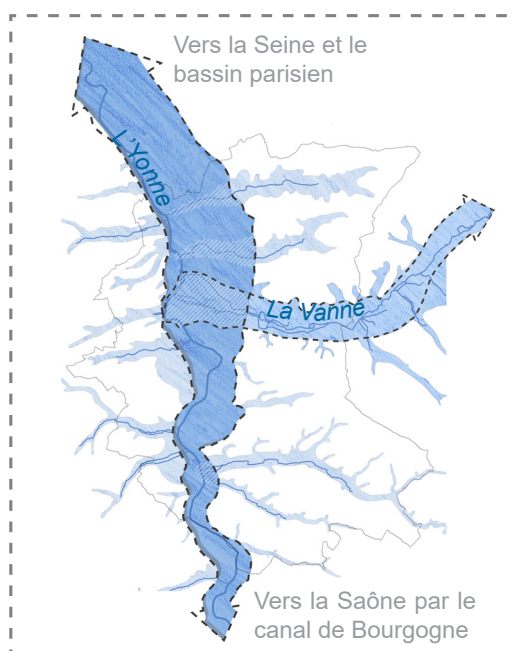 Vers la Seine et le
bassin parisien
L'Yonne
La Vanne
Vers la Saône par le
canal de Bourgogne